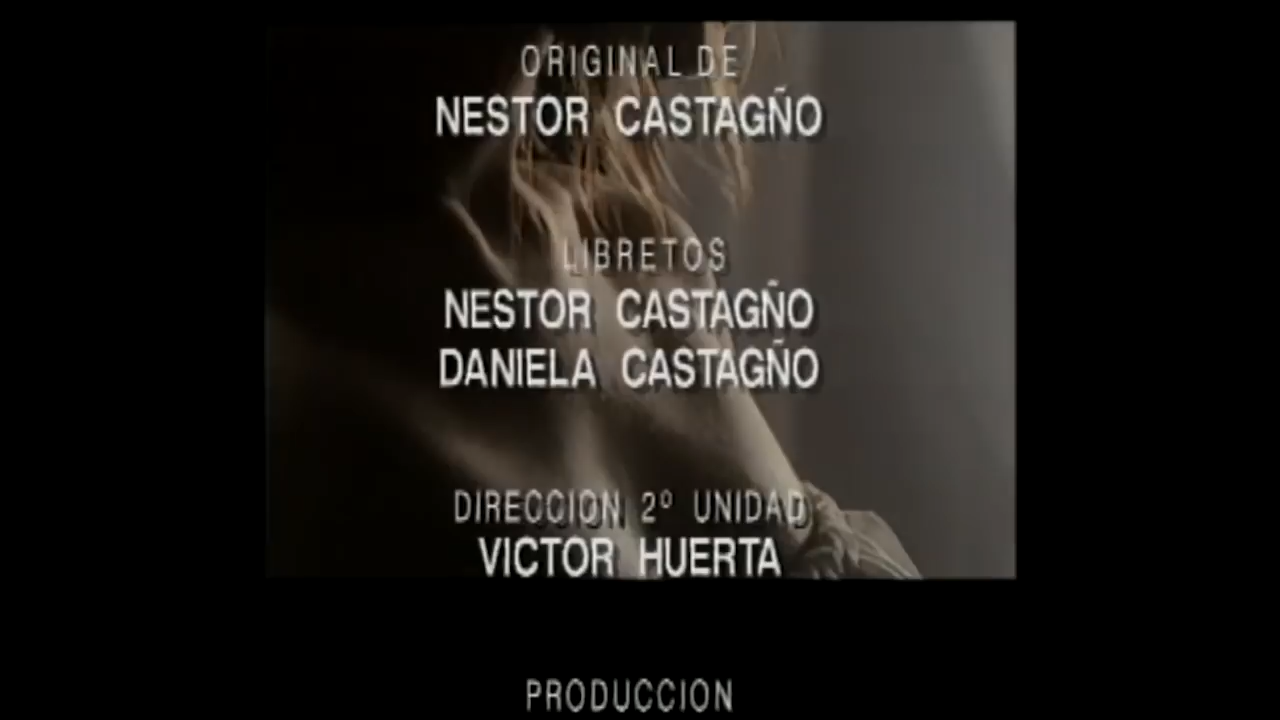 ORIGINAL DE
NESTOR CASTAGÑO
LIBRETOS
NESTOR CASTAGÑO
DANIELA CASTAGÑO
DIRECCION 2º UNIDAD
VICTOR HUERTA
PRODUCCION